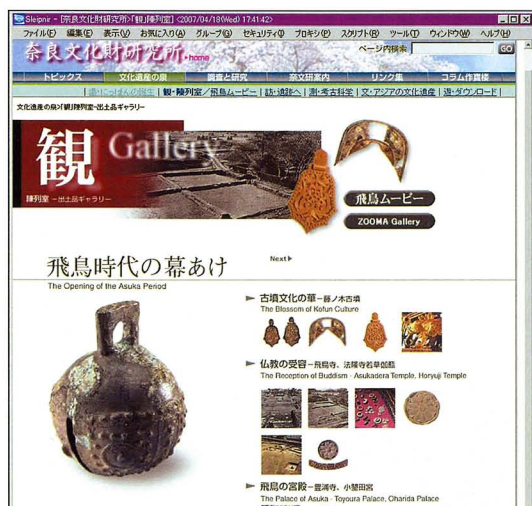 Sleipnir - [奈良文化財研究所>「観」陳列室] <2007/04/18(Wed) 17:41:42>
ファイル(F) 編集(E) 表示(V) お気に入り(A) グループ(G) セキュリティ(I) プロキシ(P) スクリプト(R) ツール(T) ウィンドウ(W) ヘルプ(H)
奈良文化財研究所 home
ページ内検索 GO
トピックス 文化遺産の泉 調査と研究 奈文研案内 リンク集 コラム作寶楼
観・陳列室／飛鳥ムービー | 訪・遺跡へ | 測・考古科学 | 文・アジアの文化遺産 | 遊・ダウンロード |
文化遺産の泉>「観」陳列室-出土品ギャラリー
観 Gallery
陳列室 -出土品ギャラリー
飛鳥ムービー
ZOOMA Gallery
飛鳥時代の幕あけ
Next
The Opening of the Asuka Period
古墳文化の華-藤ノ木古墳
The Blossom of Kofun Culture
仏教の受容-飛鳥寺、法隆寺若草伽藍
The Reception of Buddism - Asukadera Temple, Horyuji Temple
飛鳥の宮殿-豊浦寺、小墾田宮
The Palace of Asuka - Toyoura Palace, Oharida Palace